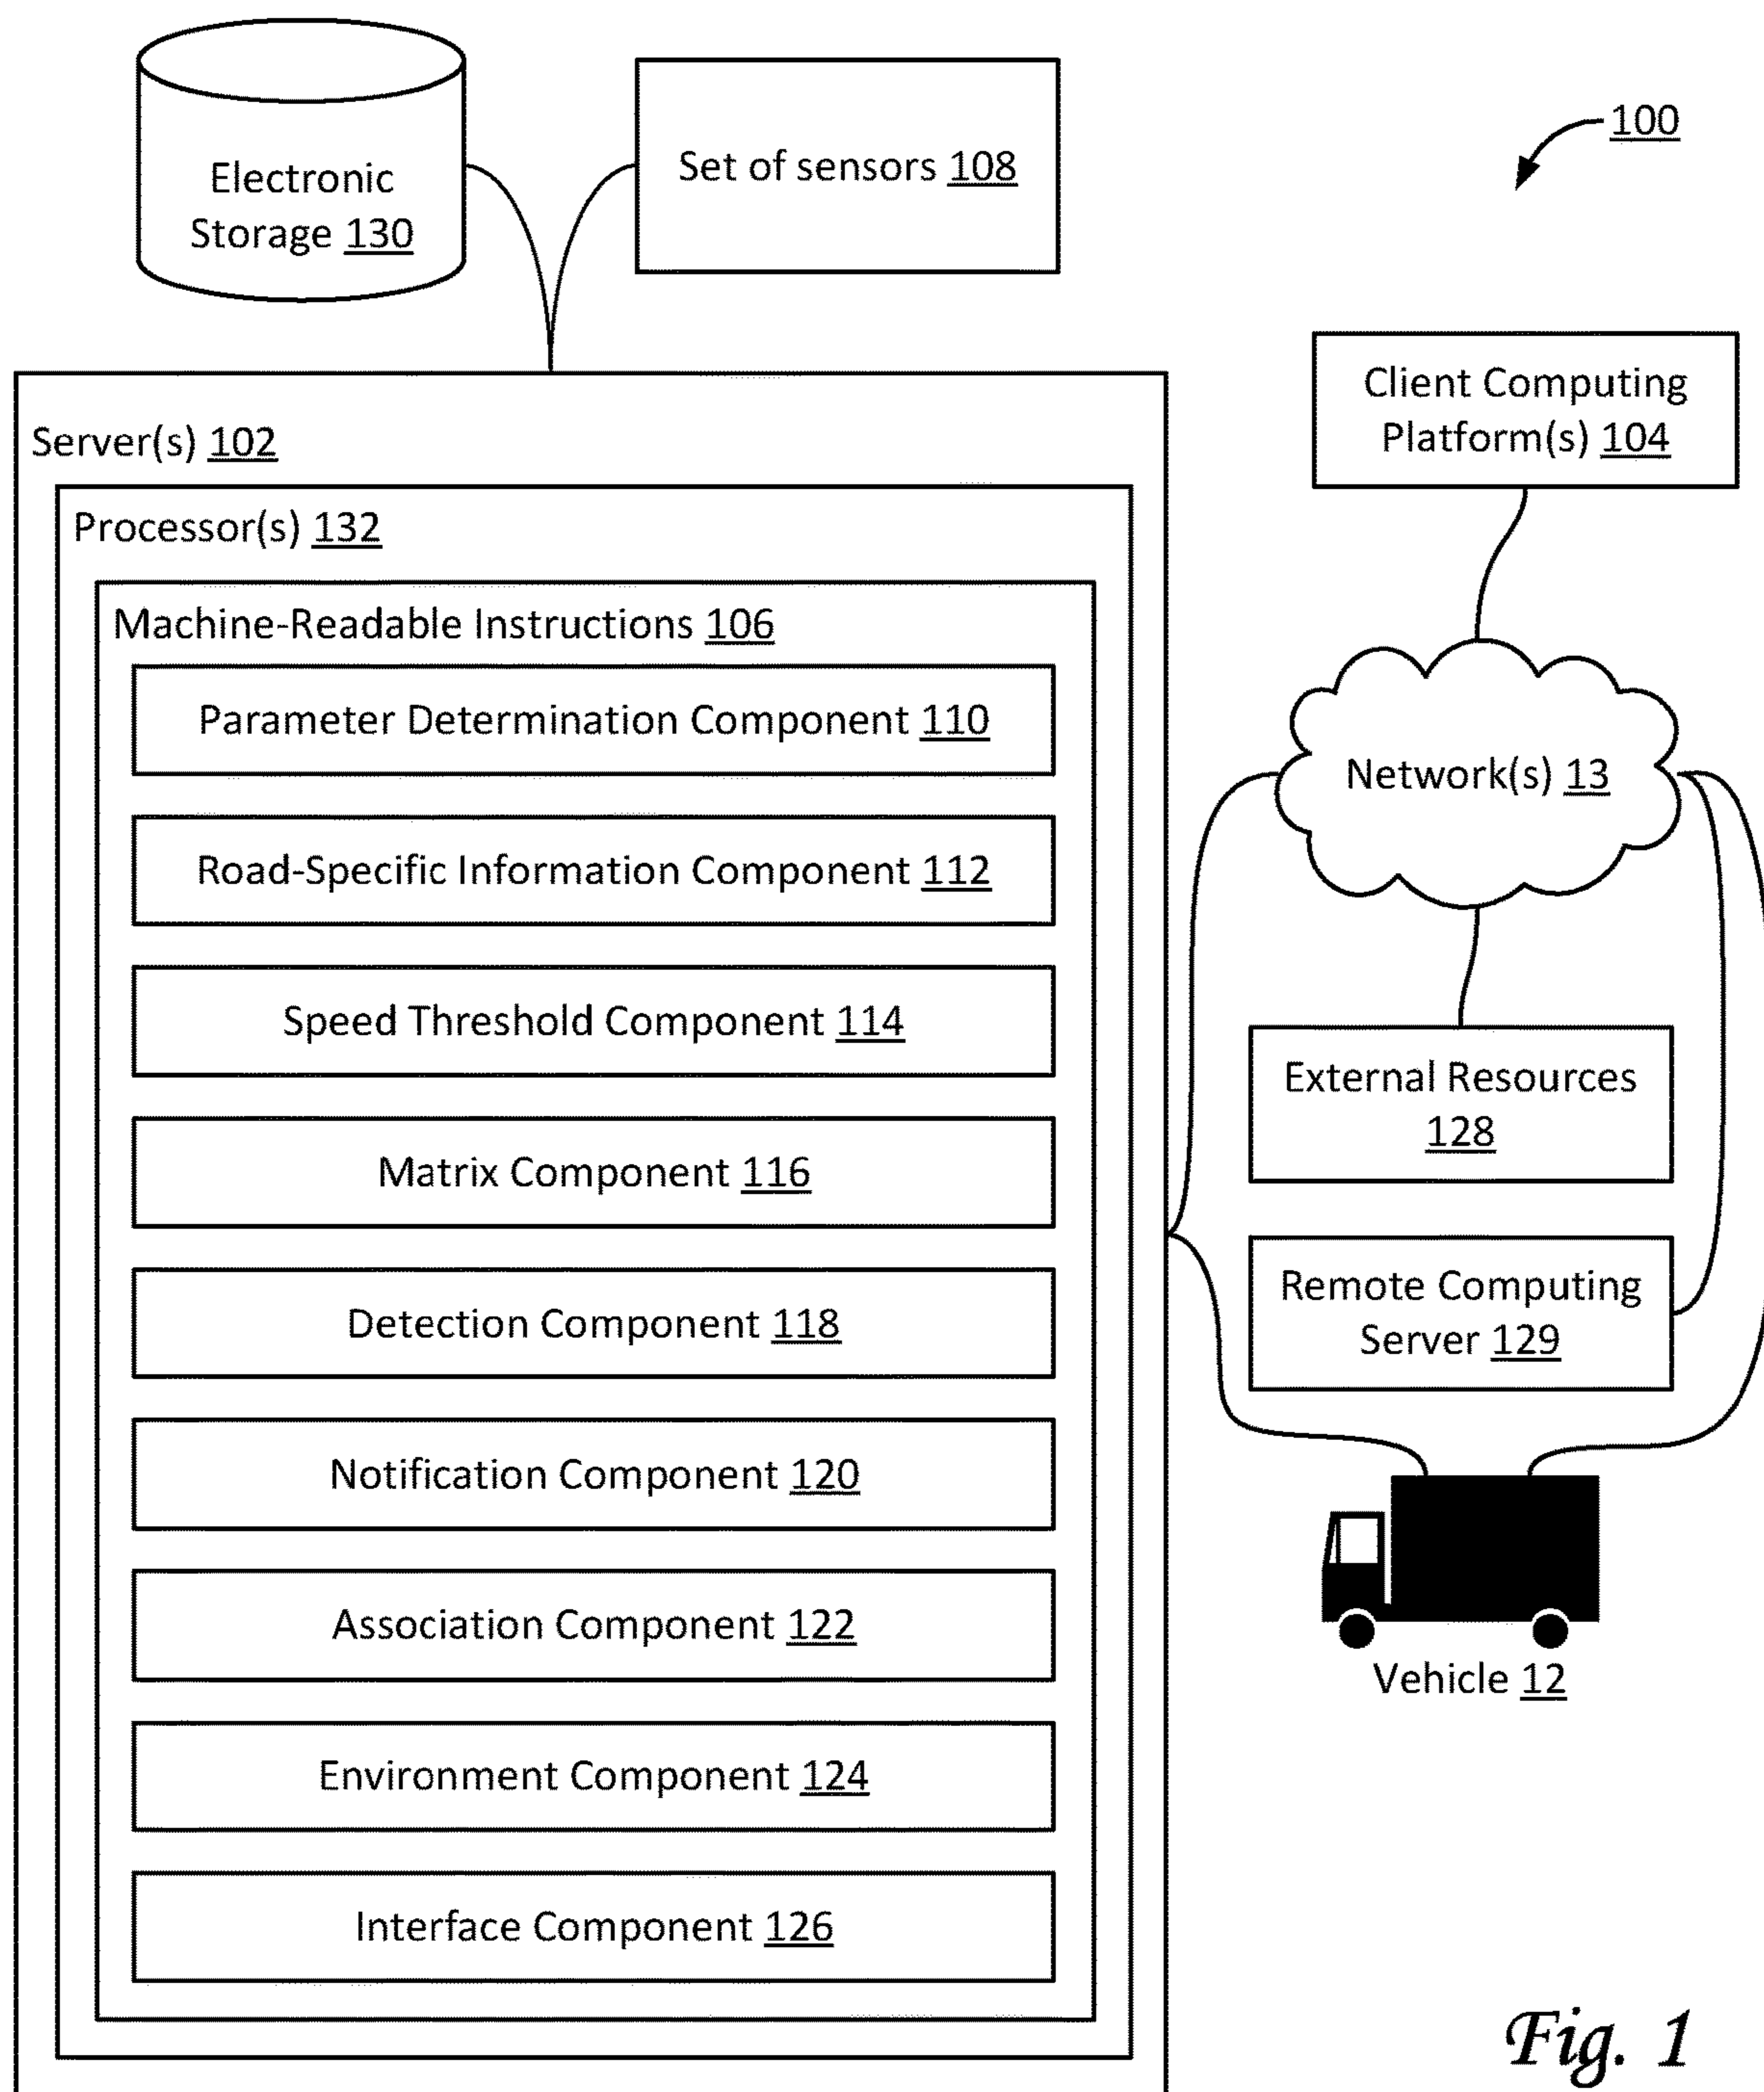 Electronic
Storage 130
Set of sensors 108
100
Client Computing
Platform(s) 104
Server(s) 102
Processor(s) 132
Machine-Readable Instructions 106
Parameter Determination Component 110
Road-Specific Information Component 112
Speed Threshold Component 114
Matrix Component 116
Detection Component 118
Notification Component 120
Association Component 122
Environment Component 124
Interface Component 126
Network(s) 13
External Resources
128
Remote Computing
Server 129
Vehicle 12
Fig. 1